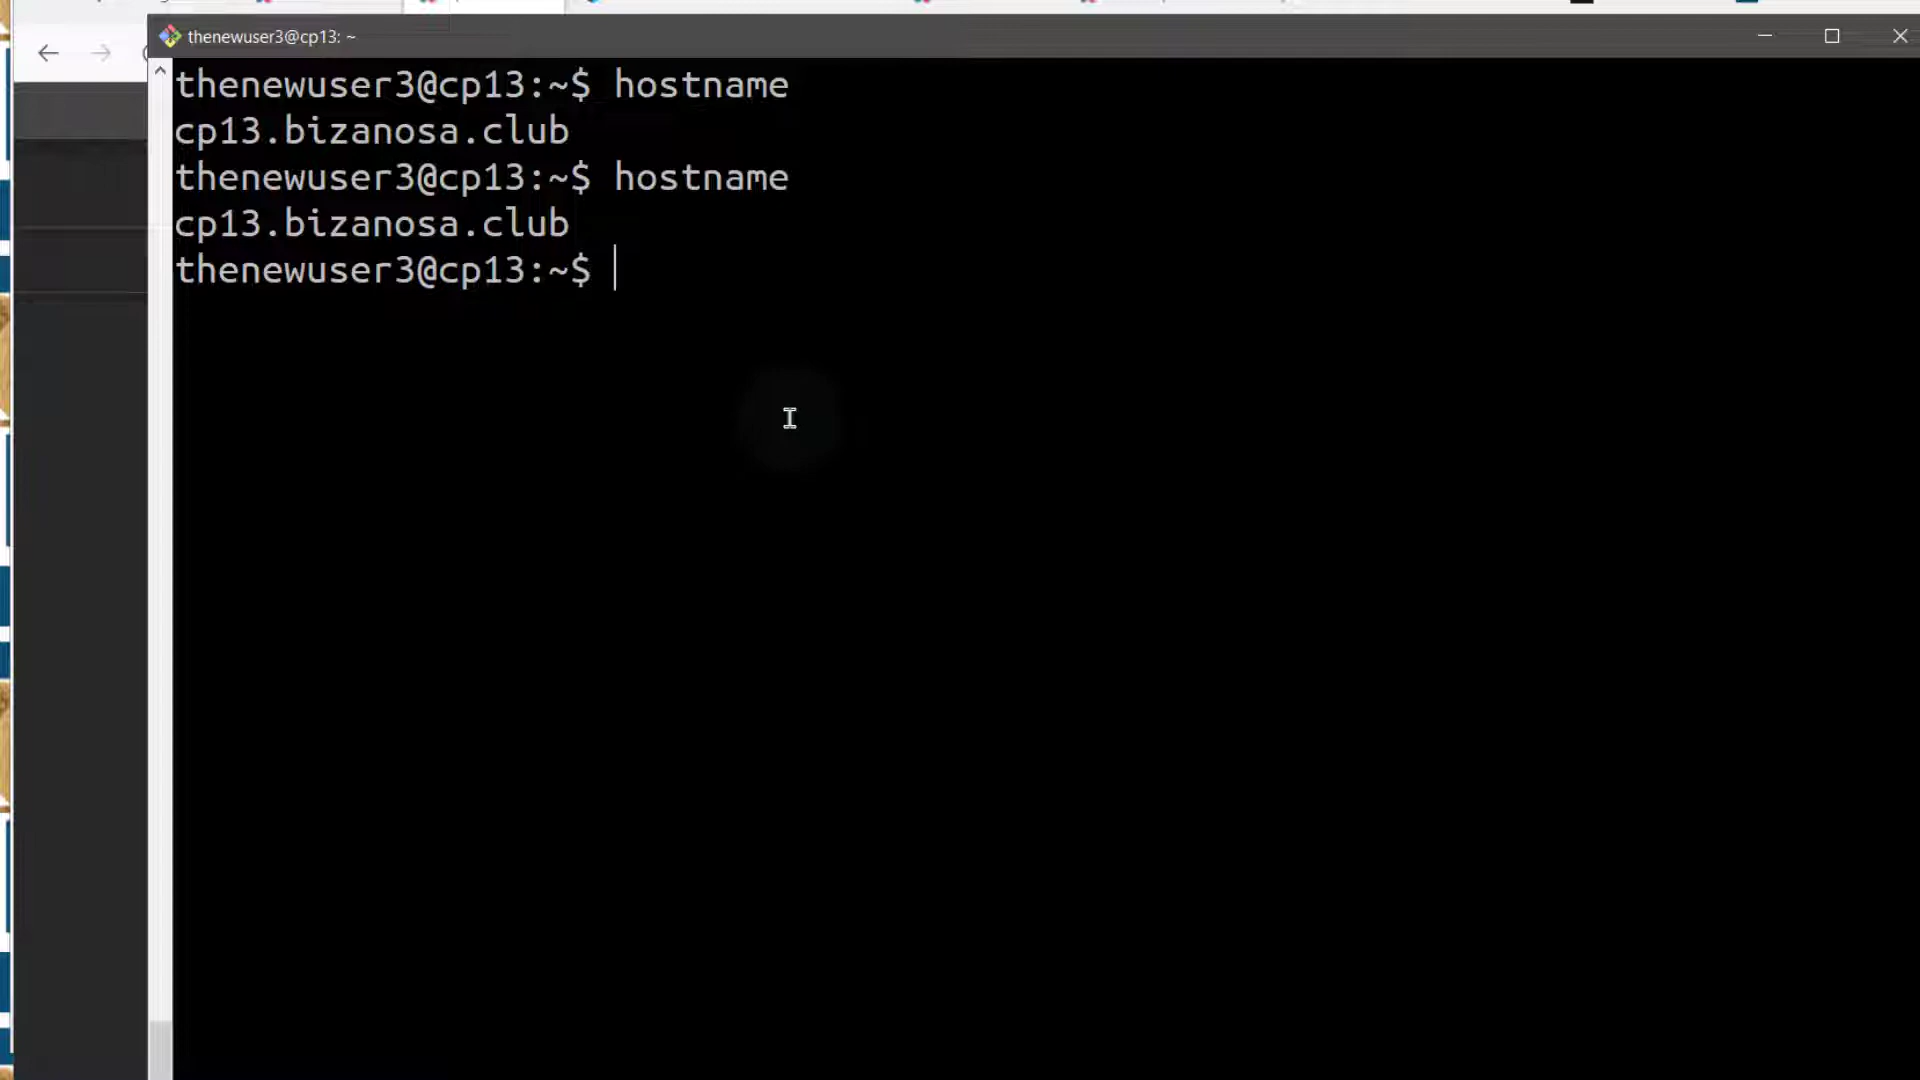 thenewuser3@cp13: ~
thenewuser3@cp13:~$ hostname
cp13.bizanosa.club
thenewuser3@cp13:~$ hostname
cp13.bizanosa.club
thenewuser3@cp13:~$